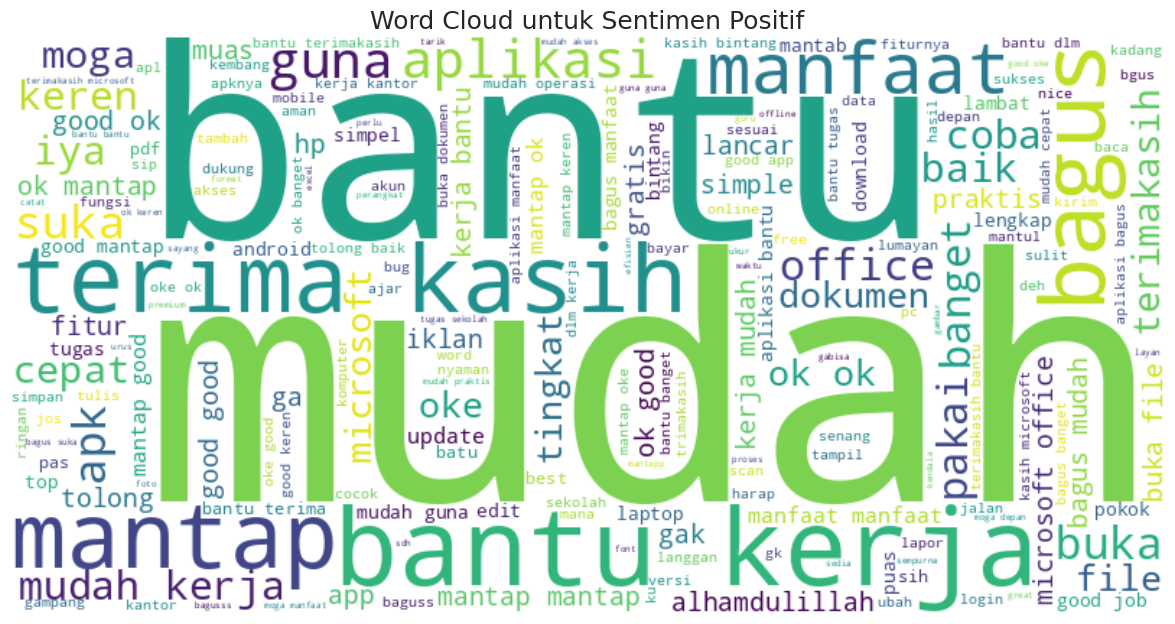 Word Cloud untuk Sentimen Positif
moga
muas
bantu terimakasih
tarik
mudah akses
kasih bintang
mantab
fiturnya
bantu dlm
kadang
guna
aplikasi
manfaat
good oke
terimakasih microsoft
apl
kembang
apknya
kerja kantor
mudah operasi
guna guna
sukses
bgus
keren
bantu
mobile
aman
data
nice
lambat
good ok
bantu bantu
tambah
perlu
simpel
hp
guru
offline
sesuai
depan
bagus
iya
pdf
sip
dukung
format
akses
excel
akun
perangkat
ok banget
buka dokumen
kerja bantu
mantap ok
mantap keren
bagus manfaat
gratis
bintang
bikin
lancar
good app
simple
online
bantu tugas
download
hasil
coba
baik
mudah cepat
baca
terimakasih
ok mantap
catat
fungsi
ok keren
praktis
kirim
suka
good mantap
sayang
android
tolong baik
aplikasi manfaat
efisien
bayar
ukur
free
lumayan
lengkap
mantul
sulit
aplikasi bagus
terima kasih
oke ok
bug
ajar
dlm kerja
waktu
aplikasi bantu
office
dokumen
pc
gambar
banget
deh
premium
fitur
urus
tugas
mudah
tugas sekolah
iklan
word
nyaman
mudah praktis
komputer
microsoft
tingkat
ok good
bantu banget
trimakasih
mantap oke
kerja mudah
ok ok
gabisa
layan
cepat
simpan
tulis
jos
ringan
bagus suka
apk
mantap good
good good
ga
oke good
good keren
oke
update
batu
senang
tampil
pakai
terimakasih bantu
kasih microsoft
microsoft office
bagus banget
bagus mudah
buka file
pas
top
foto
tolong
bantu terima
cocok
best
mantapp
proses
scan
harap
kendala
mantap
bantu kerja
mudah guna
edit
sekolah
mana
laptop
gak
manfaat manfaat
jalan
moga depan
pokok
buka
sdh
font
langgan
gk
lapor
sempurna
mudah kerja
versi
ku
sedia
puas
sih
file
gampang
kantor
bagusss
moga manfaat
app
baguss
mantap mantap
alhamdulillah
ubah
login
great
good job